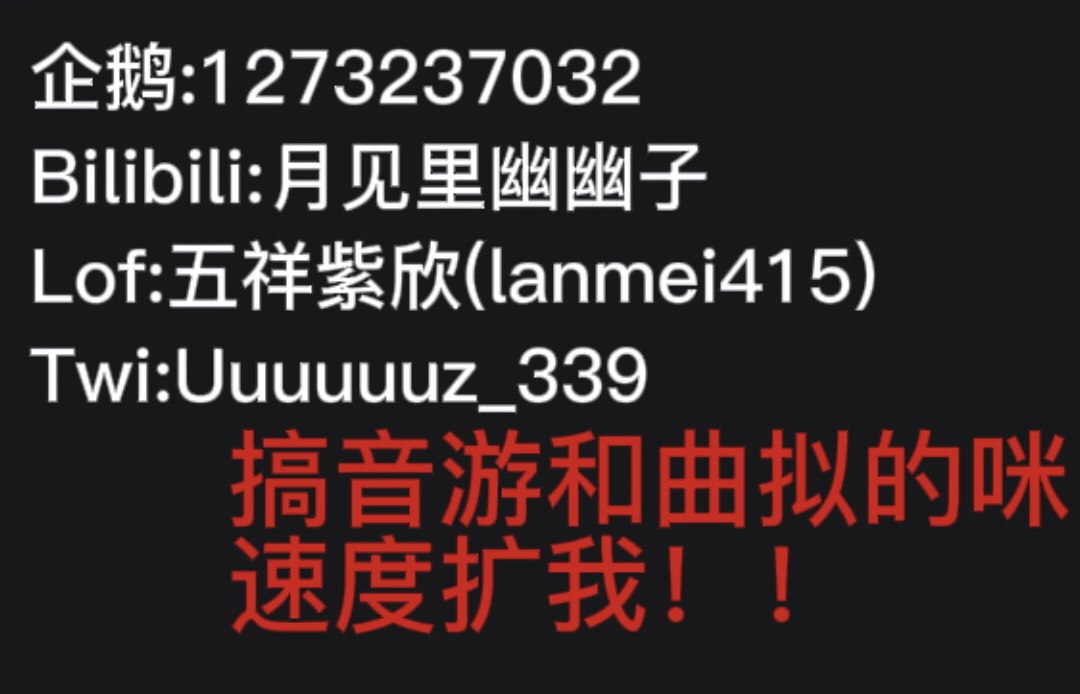 企鹅:1273237032
Bilibili:月见里幽幽子
Lof:五祥紫欣(lanmei415)
Twi:Uuuuuuuz_339
搞音游和曲拟的咪
速度扩我！！